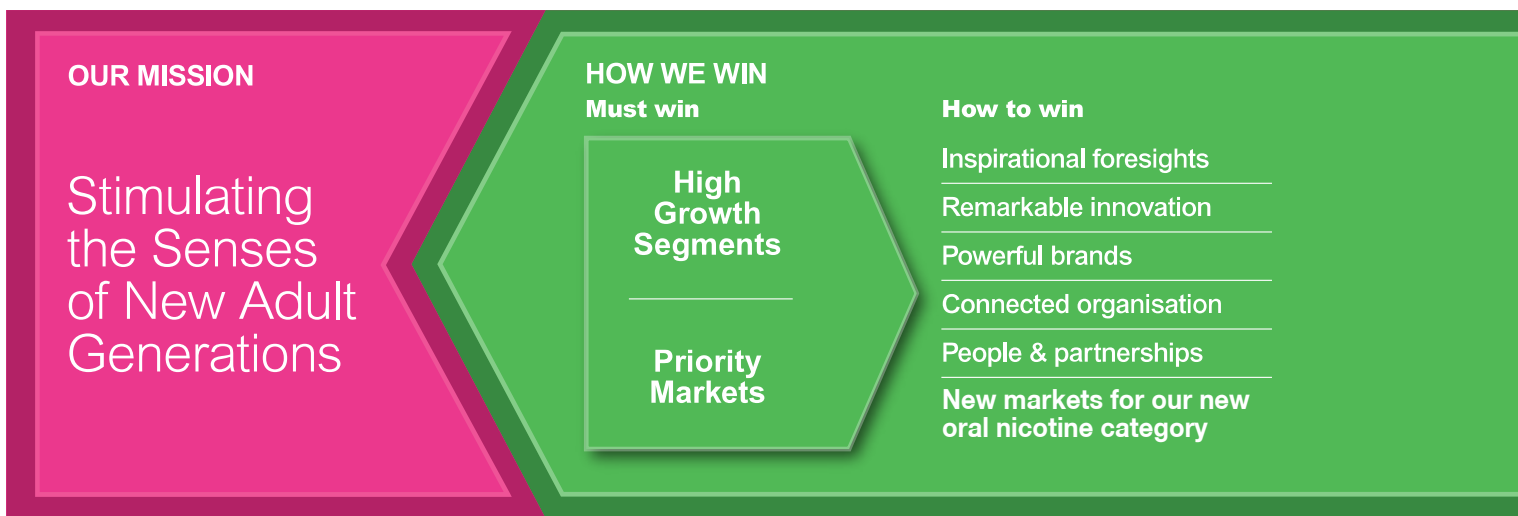 OUR MISSION
Stimulating
the Senses
of New Adult
Generations
HOW WE WIN
Must win
High
Growth
Segments
Priority
Markets
How to win
Inspirational foresights
Remarkable innovation
Powerful brands
Connected organisation
People & partnerships
New markets for our new
oral nicotine category